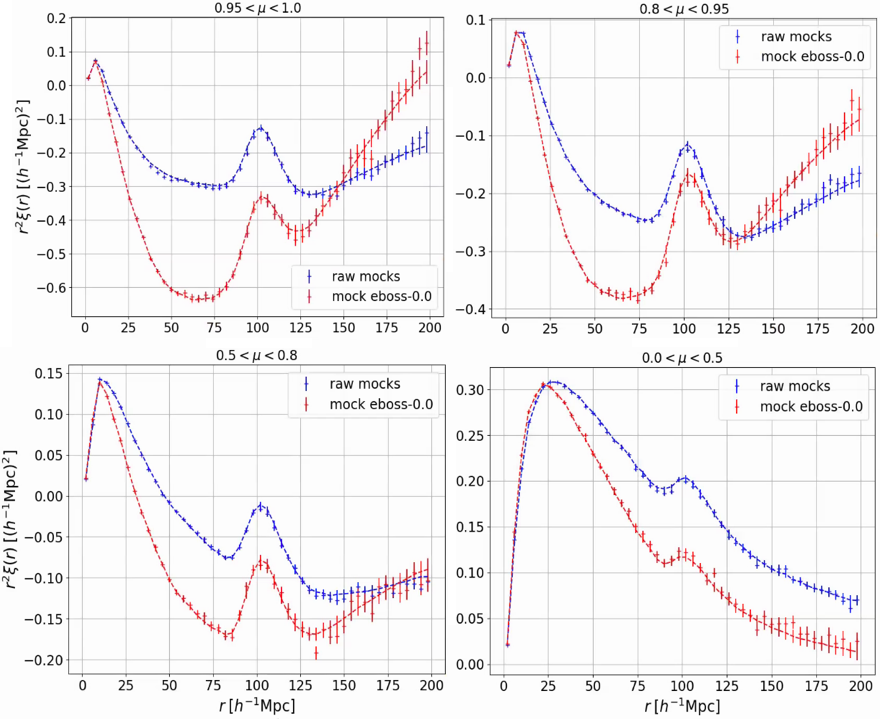 0.95 < μ < 1.0
0.2
0.1
0.0
−0.1
−0.2
−0.3
−0.4
−0.5
−0.6
r²ξ(r) [(h⁻¹Mpc)²]
raw mocks
mock eboss-0.0
0 25 50 75 100 125 150 175 200
0.8 < μ < 0.95
0.1
0.0
−0.1
−0.2
−0.3
−0.4
raw mocks
mock eboss-0.0
0 25 50 75 100 125 150 175 200
0.5 < μ < 0.8
0.15
0.10
0.05
0.00
−0.05
−0.10
−0.15
−0.20
r²ξ(r) [(h⁻¹Mpc)²]
raw mocks
mock eboss-0.0
0 25 50 75 100 125 150 175 200
r [h⁻¹Mpc]
0.0 < μ < 0.5
0.30
0.25
0.20
0.15
0.10
0.05
0.00
raw mocks
mock eboss-0.0
0 25 50 75 100 125 150 175 200
r [h⁻¹Mpc]